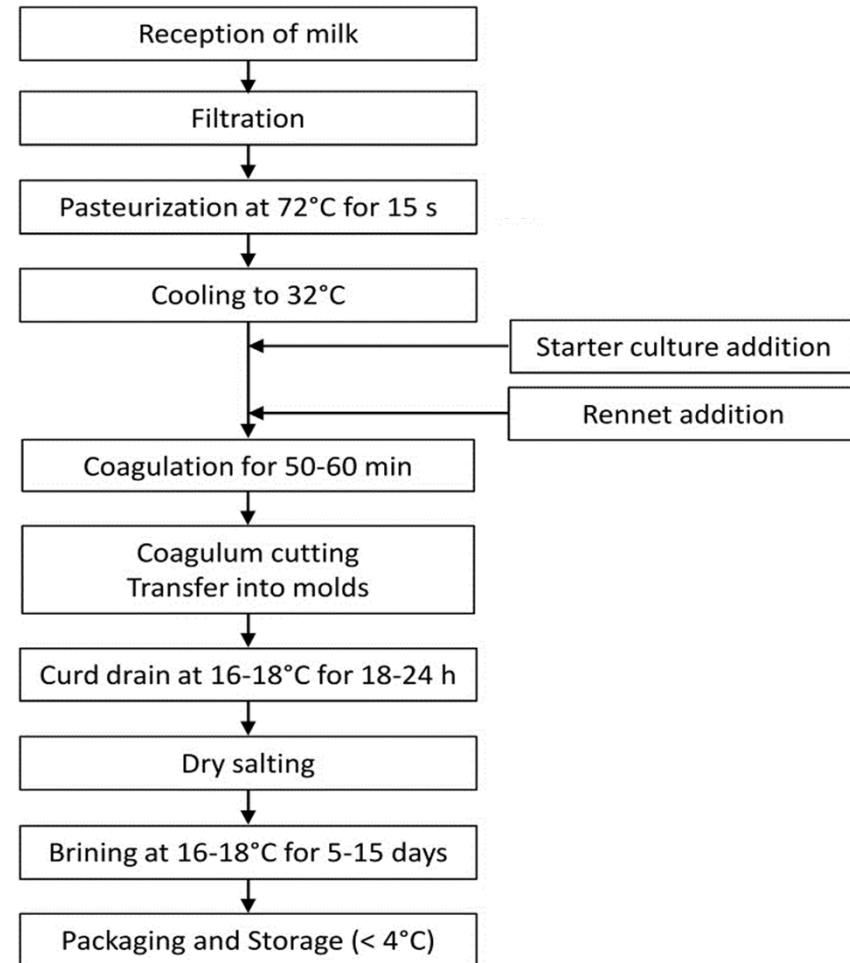 Reception of milk
Filtration
Pasteurization at 72°C for 15 s
Cooling to 32°C
Starter culture addition
Rennet addition
Coagulation for 50-60 min
Coagulum cutting
Transfer into molds
Curd drain at 16-18°C for 18-24 h
Dry salting
Brining at 16-18°C for 5-15 days
Packaging and Storage (< 4°C)